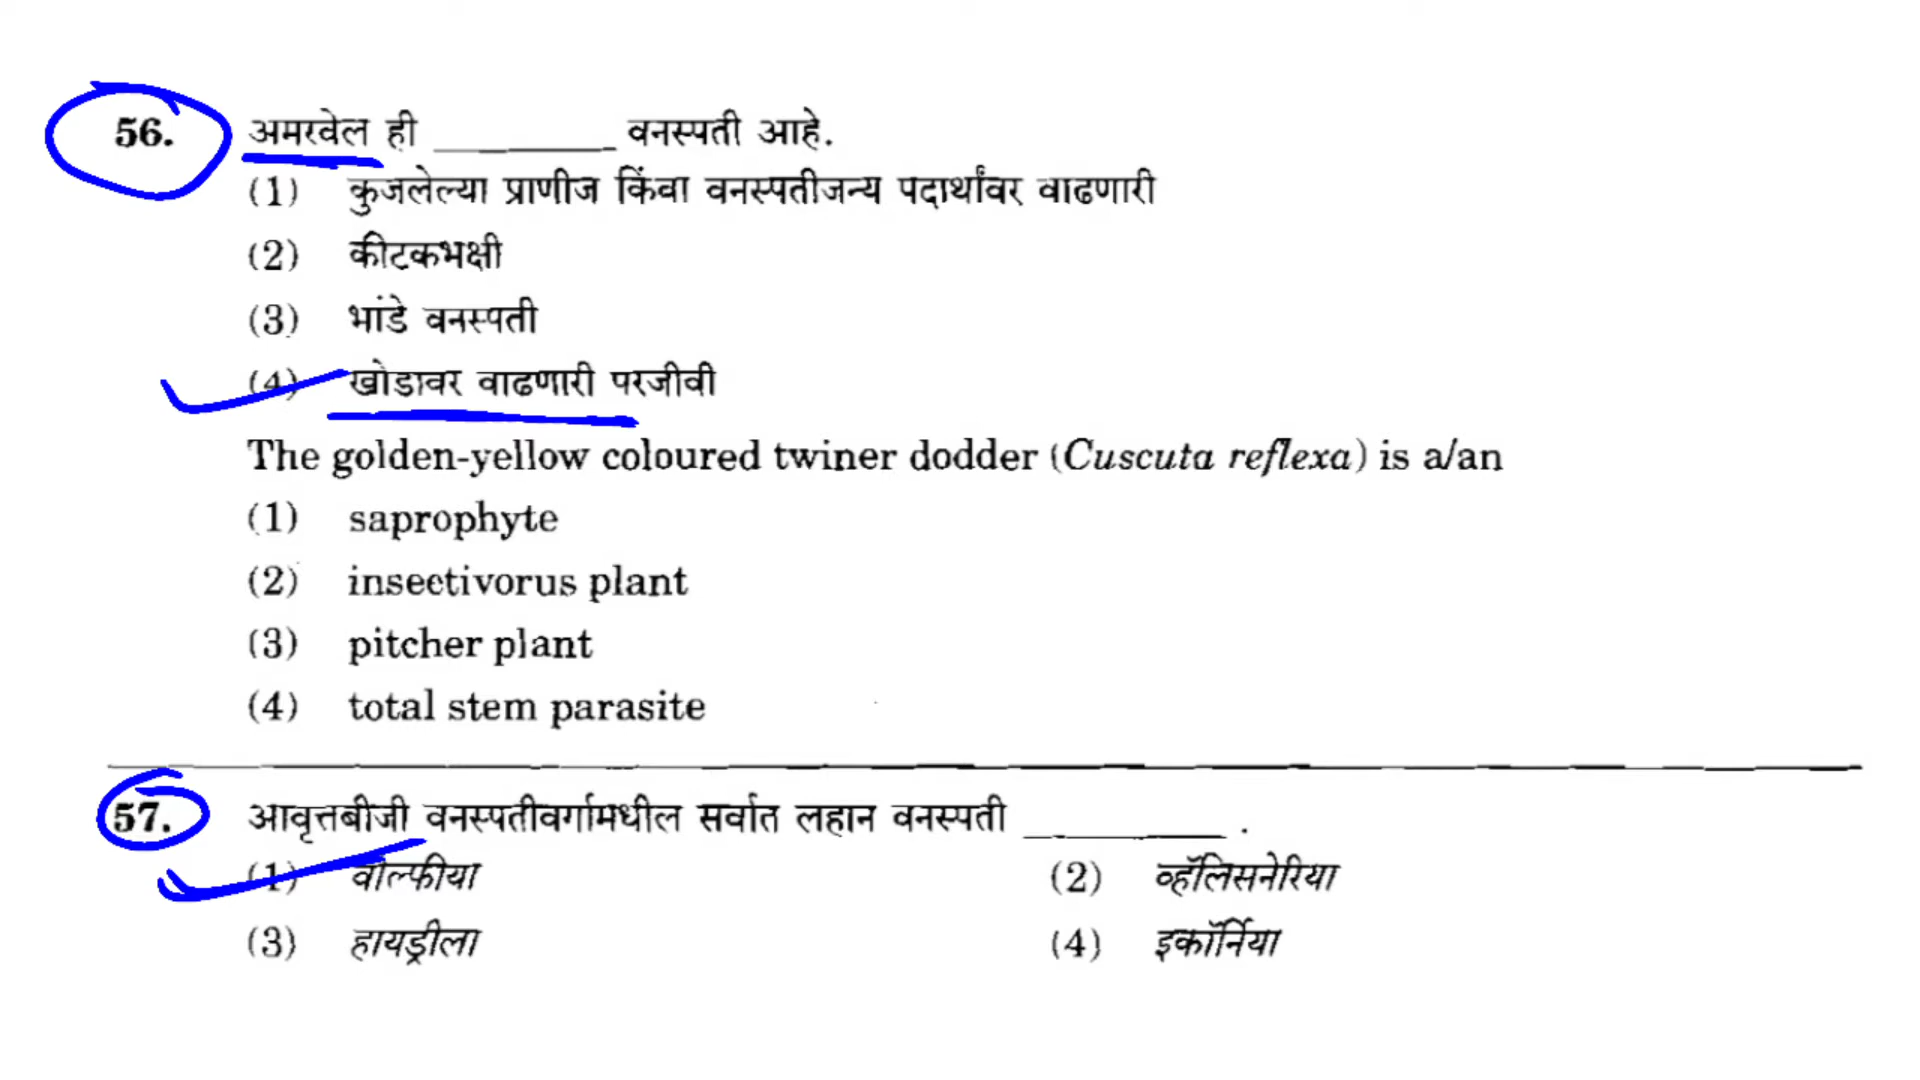 56. अमरवेल ही ________ वनस्पती आहे.
(1) कुजलेल्या प्राणीज किंवा वनस्पतीजन्य पदार्थांवर वाढणारी
(2) कीटकभक्षी
(3) भांडे वनस्पती
(4) खोडावर वाढणारी परजीवी
The golden-yellow coloured twiner dodder (Cuscuta reflexa) is a/an
(1) saprophyte
(2) insectivorus plant
(3) pitcher plant
(4) total stem parasite
57. आवृत्तबीजी वनस्पतीवर्गामधील सर्वात लहान वनस्पती ________ .
(1) वोल्फीया (2) व्हॅलिसनेरिया
(3) हायड्रीला (4) इकॉर्निया